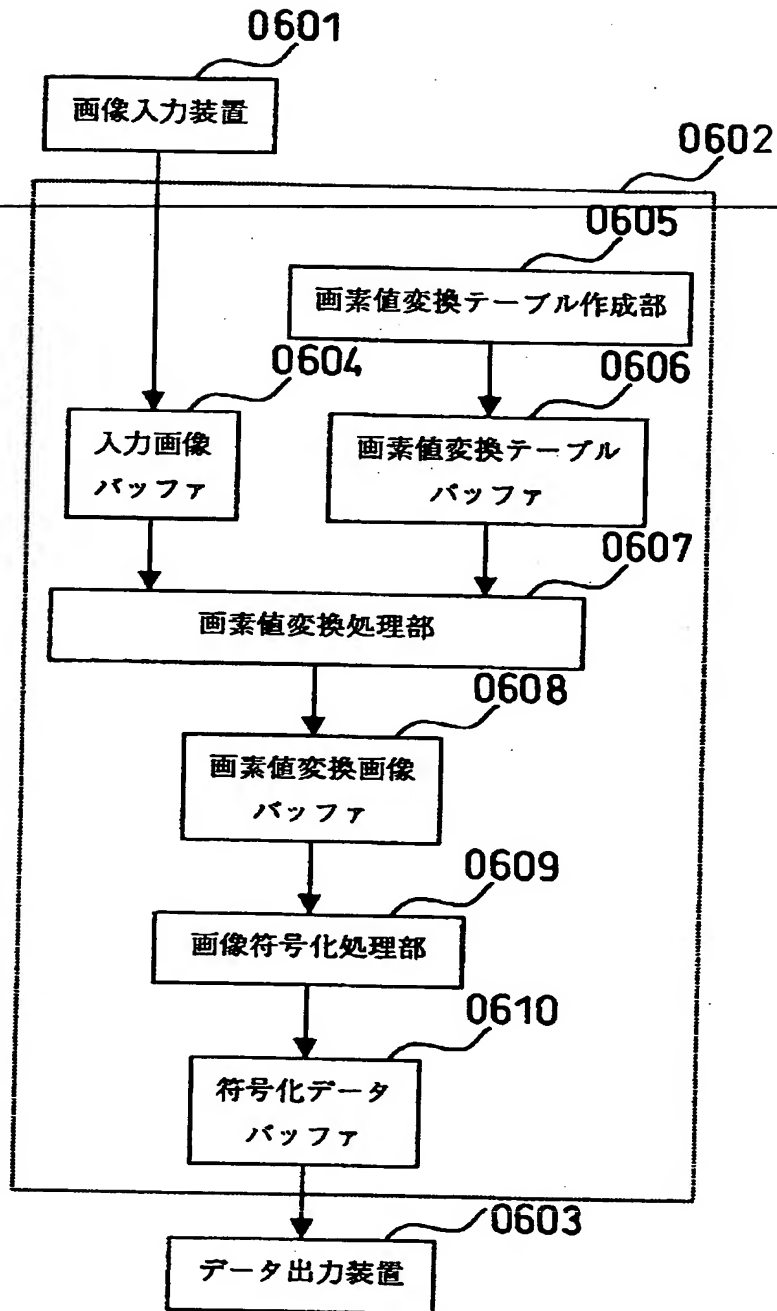 0601
画像入力装置
0602
0605
画素値変換テーブル作成部
0604
0606
入力画像
バッファ
画素値変換テーブル
バッファ
0607
画素値変換処理部
0608
画素値変換画像
バッファ
0609
画像符号化処理部
0610
符号化データ
バッファ
0603
データ出力装置